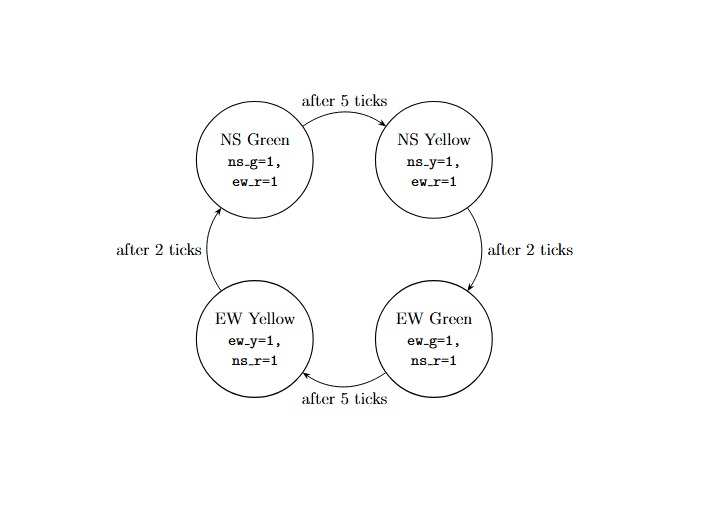 after 5 ticks
NS Green
ns_g=1,
ew_r=1
NS Yellow
ns_y=1,
ew_r=1
after 2 ticks
after 2 ticks
EW Yellow
ew_y=1,
ns_r=1
EW Green
ew_g=1,
ns_r=1
after 5 ticks